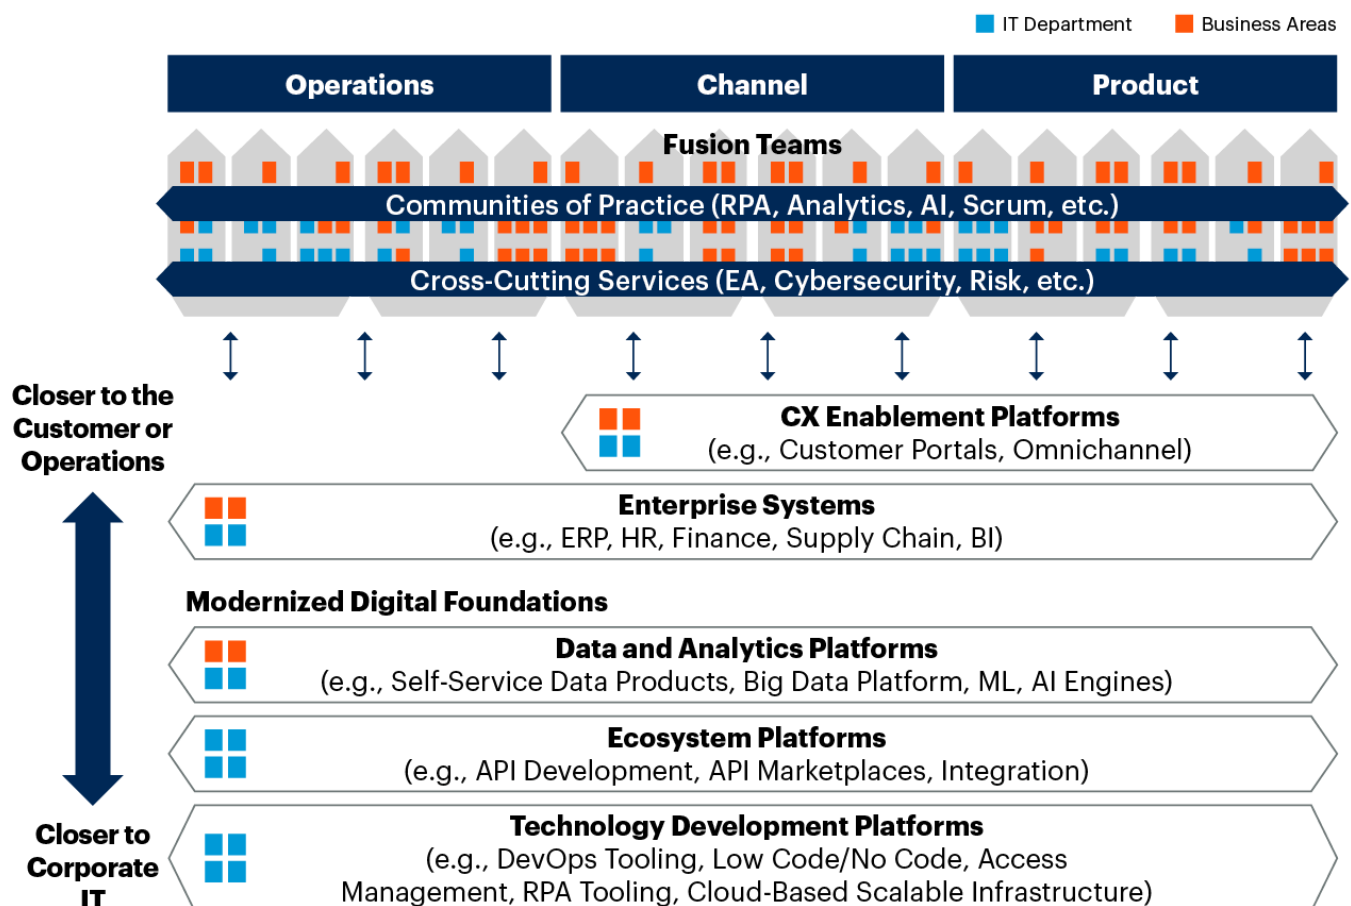 IT Department
Business Areas
Operations
Channel
Product
Fusion Teams
Communities of Practice (RPA, Analytics, AI, Scrum, etc.)
Cross-Cutting Services (EA, Cybersecurity, Risk, etc.)
Closer to the
Customer or
Operations
CX Enablement Platforms
(e.g., Customer Portals, Omnichannel)
Enterprise Systems
(e.g., ERP, HR, Finance, Supply Chain, BI)
Modernized Digital Foundations
Data and Analytics Platforms
(e.g., Self-Service Data Products, Big Data Platform, ML, AI Engines)
Ecosystem Platforms
(e.g., API Development, API Marketplaces, Integration)
Closer to
Corporate
IT
Technology Development Platforms
(e.g., DevOps Tooling, Low Code/No Code, Access
Management, RPA Tooling, Cloud-Based Scalable Infrastructure)